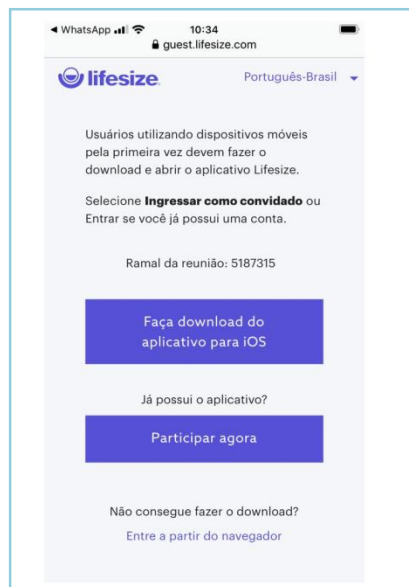 WhatsApp 10:34
guest.lifesize.com
lifesize Português-Brasil
Usuários utilizando dispositivos móveis
pela primeira vez devem fazer o
download e abrir o aplicativo Lifesize.
Selecione Ingressar como convidado ou
Entrar se você já possui uma conta.
Ramal da reunião: 5187315
Faça download do
aplicativo para iOS
Já possui o aplicativo?
Participar agora
Não consegue fazer o download?
Entre a partir do navegador